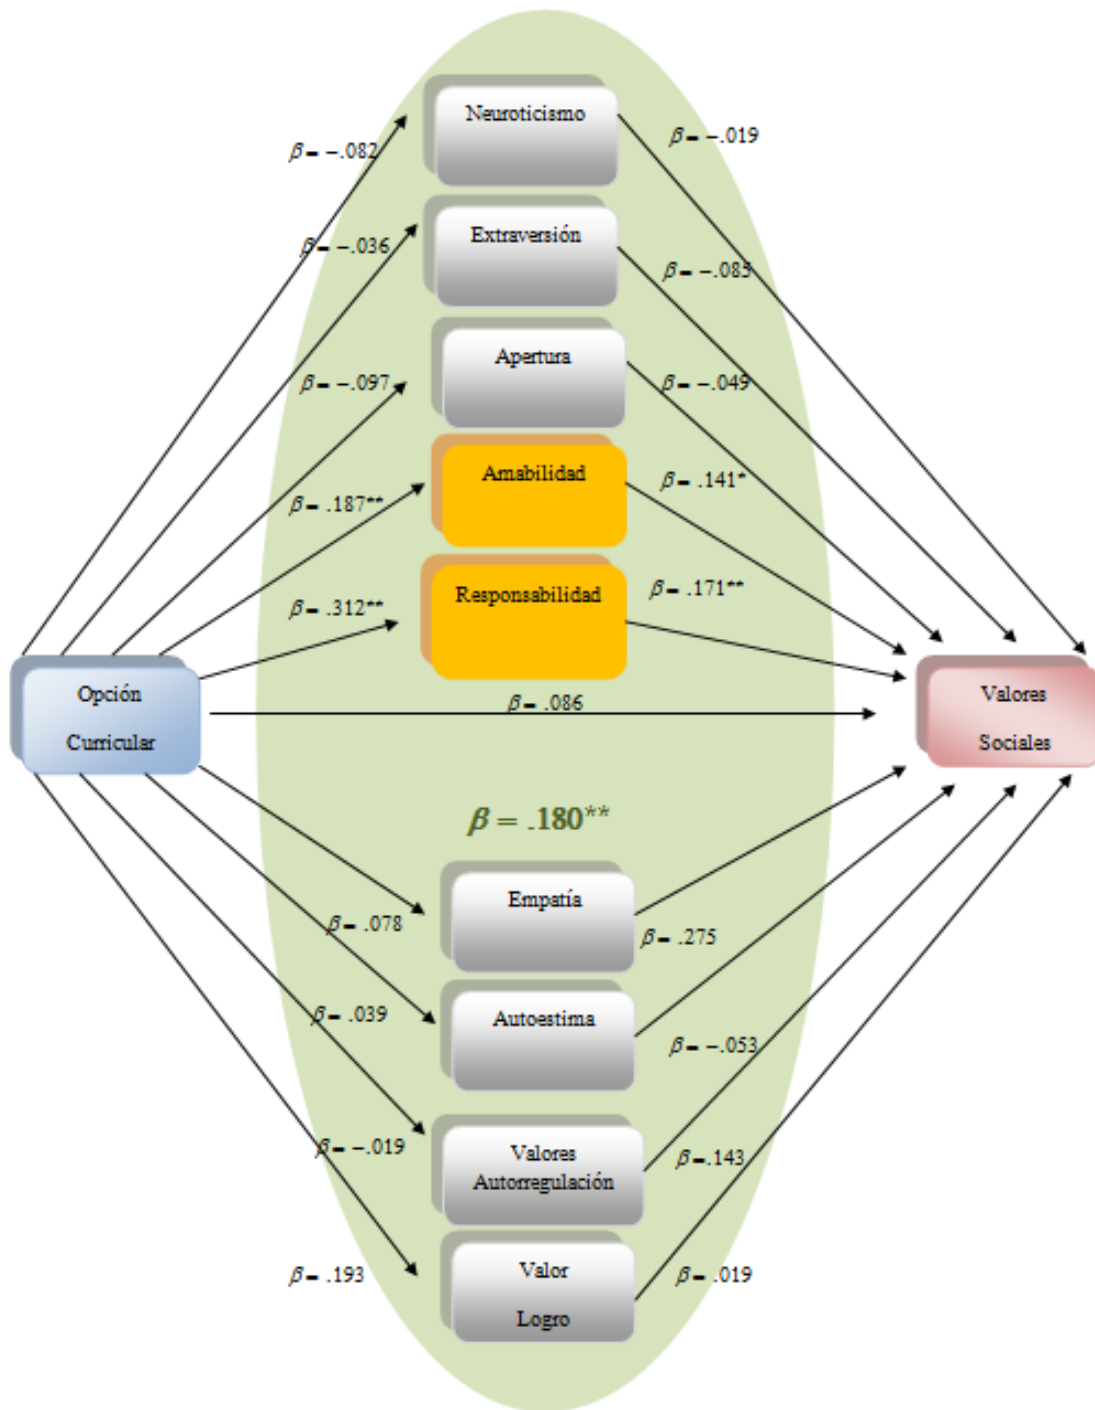 Neuroticismo
β = −.082
β = −.019
Extraversión
β = −.036
β = −.085
Apertura
β = −.097
β = −.049
Amabilidad
β = .187**
β = .141*
Responsabilidad
β = .312**
β = .171**
Opción
Curricular
β = .086
Valores
Sociales
β = .180**
Empatía
β = .078
β = .275
Autoestima
β = .039
β = −.053
Valores
Autorregulación
β = −.019
β =.143
Valor
Logro
β = .193
β = .019